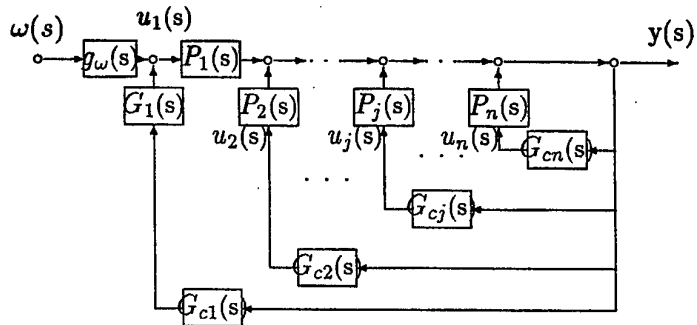 ω(s) u₁(s) y(s)
g_ω(s) P₁(s)
G₁(s) P₂(s) P_j(s) P_n(s)
u₂(s) u_j(s) u_n(s)
G_cn(s
G_cj(s
G_c2(s
G_c1(s